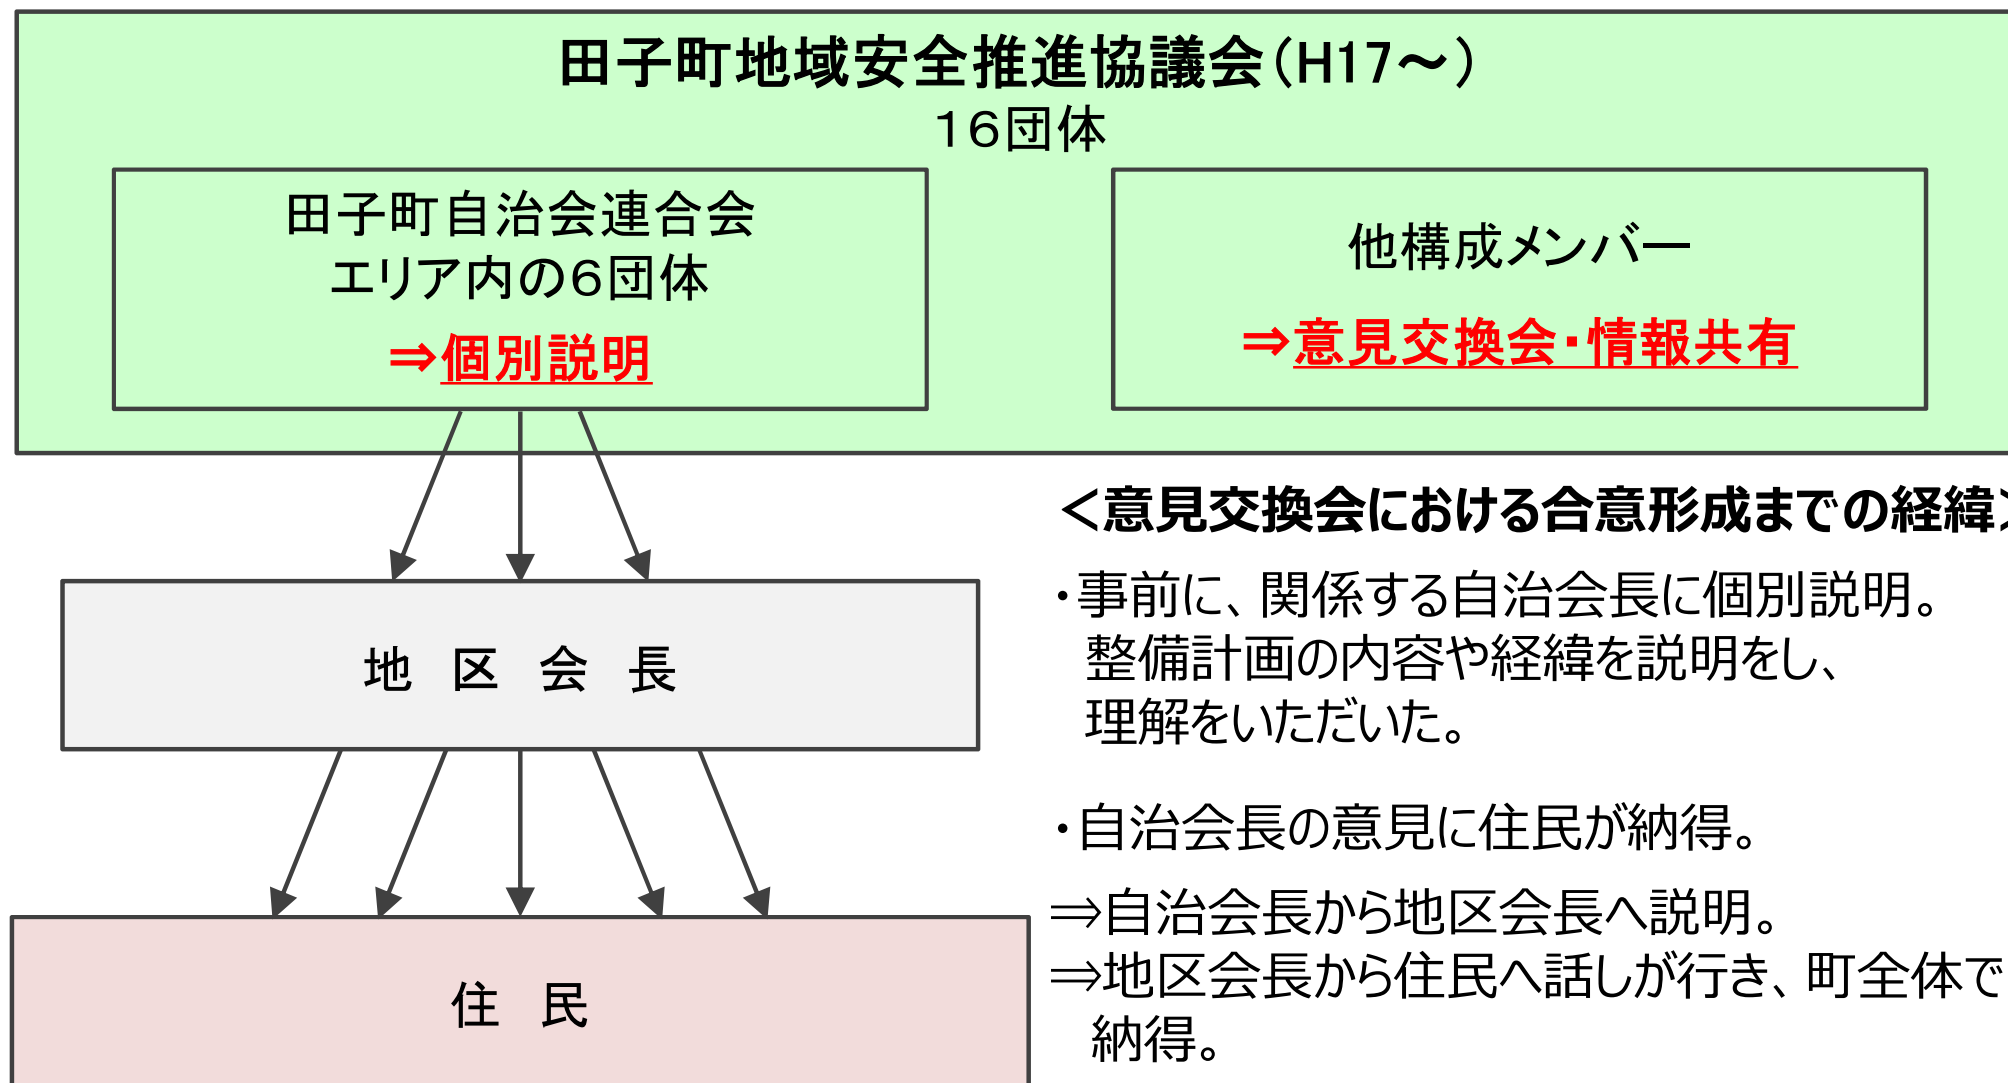 田子町地域安全推進協議会（H17～）
１６団体
田子町自治会連合会
エリア内の６団体
⇒個別説明
他構成メンバー
⇒意見交換会・情報共有
＜意見交換会における合意形成までの経緯＞
・事前に、関係する自治会長に個別説明。
整備計画の内容や経緯を説明をし、
理解をいただいた。
・自治会長の意見に住民が納得。
⇒自治会長から地区会長へ説明。
⇒地区会長から住民へ話しが行き、町全体で
納得。
地　区　会　長
住　民